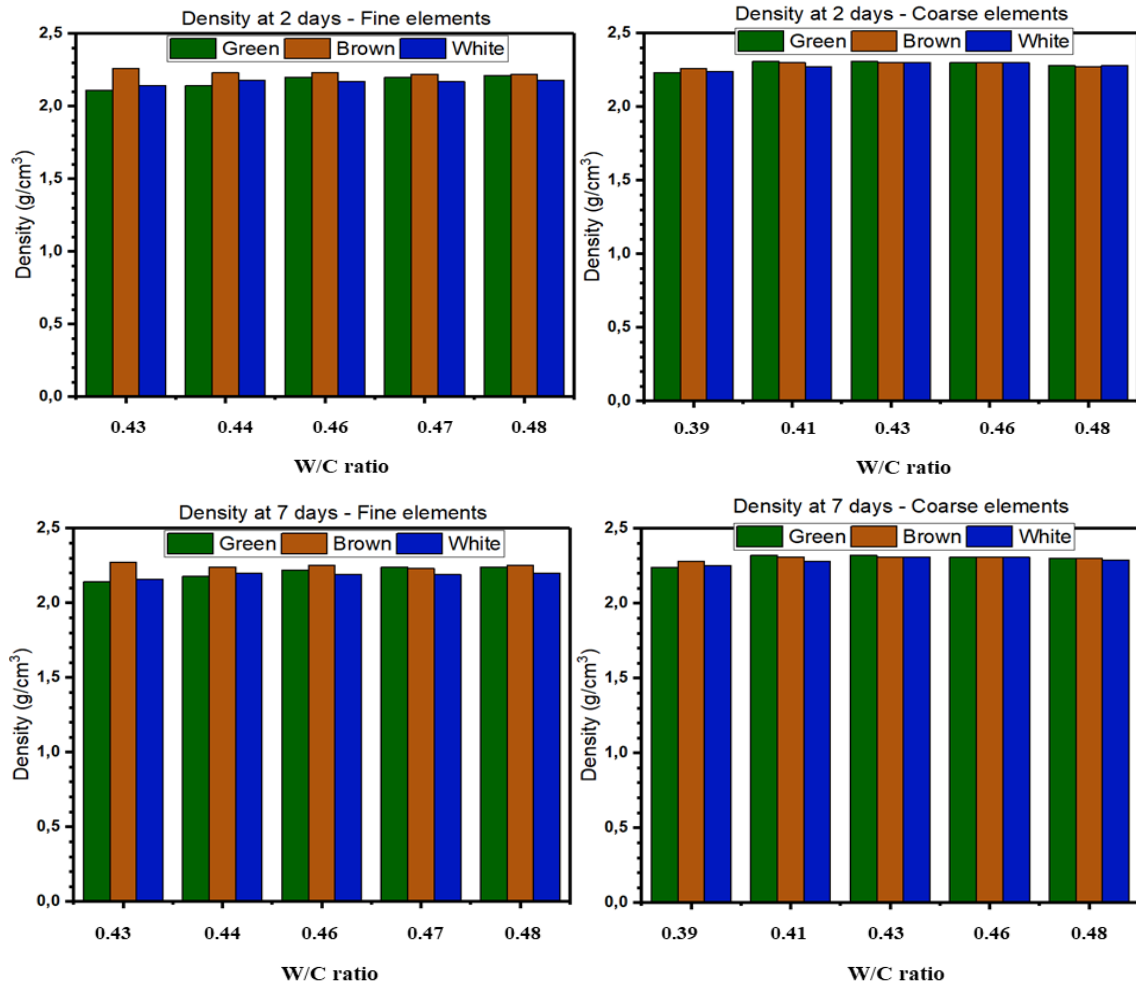 Density at 2 days - Fine elements
Green Brown White
Density (g/cm³)
2,5
2,0
1,5
1,0
0,5
0,0
0.43 0.44 0.46 0.47 0.48
W/C ratio
Density at 2 days - Coarse elements
Green Brown White
Density (g/cm³)
2,5
2,0
1,5
1,0
0,5
0,0
0.39 0.41 0.43 0.46 0.48
W/C ratio
Density at 7 days - Fine elements
Green Brown White
Density (g/cm³)
2,5
2,0
1,5
1,0
0,5
0,0
0.43 0.44 0.46 0.47 0.48
W/C ratio
Density at 7 days - Coarse elements
Green Brown White
Density (g/cm³)
2,5
2,0
1,5
1,0
0,5
0,0
0.39 0.41 0.43 0.46 0.48
W/C ratio